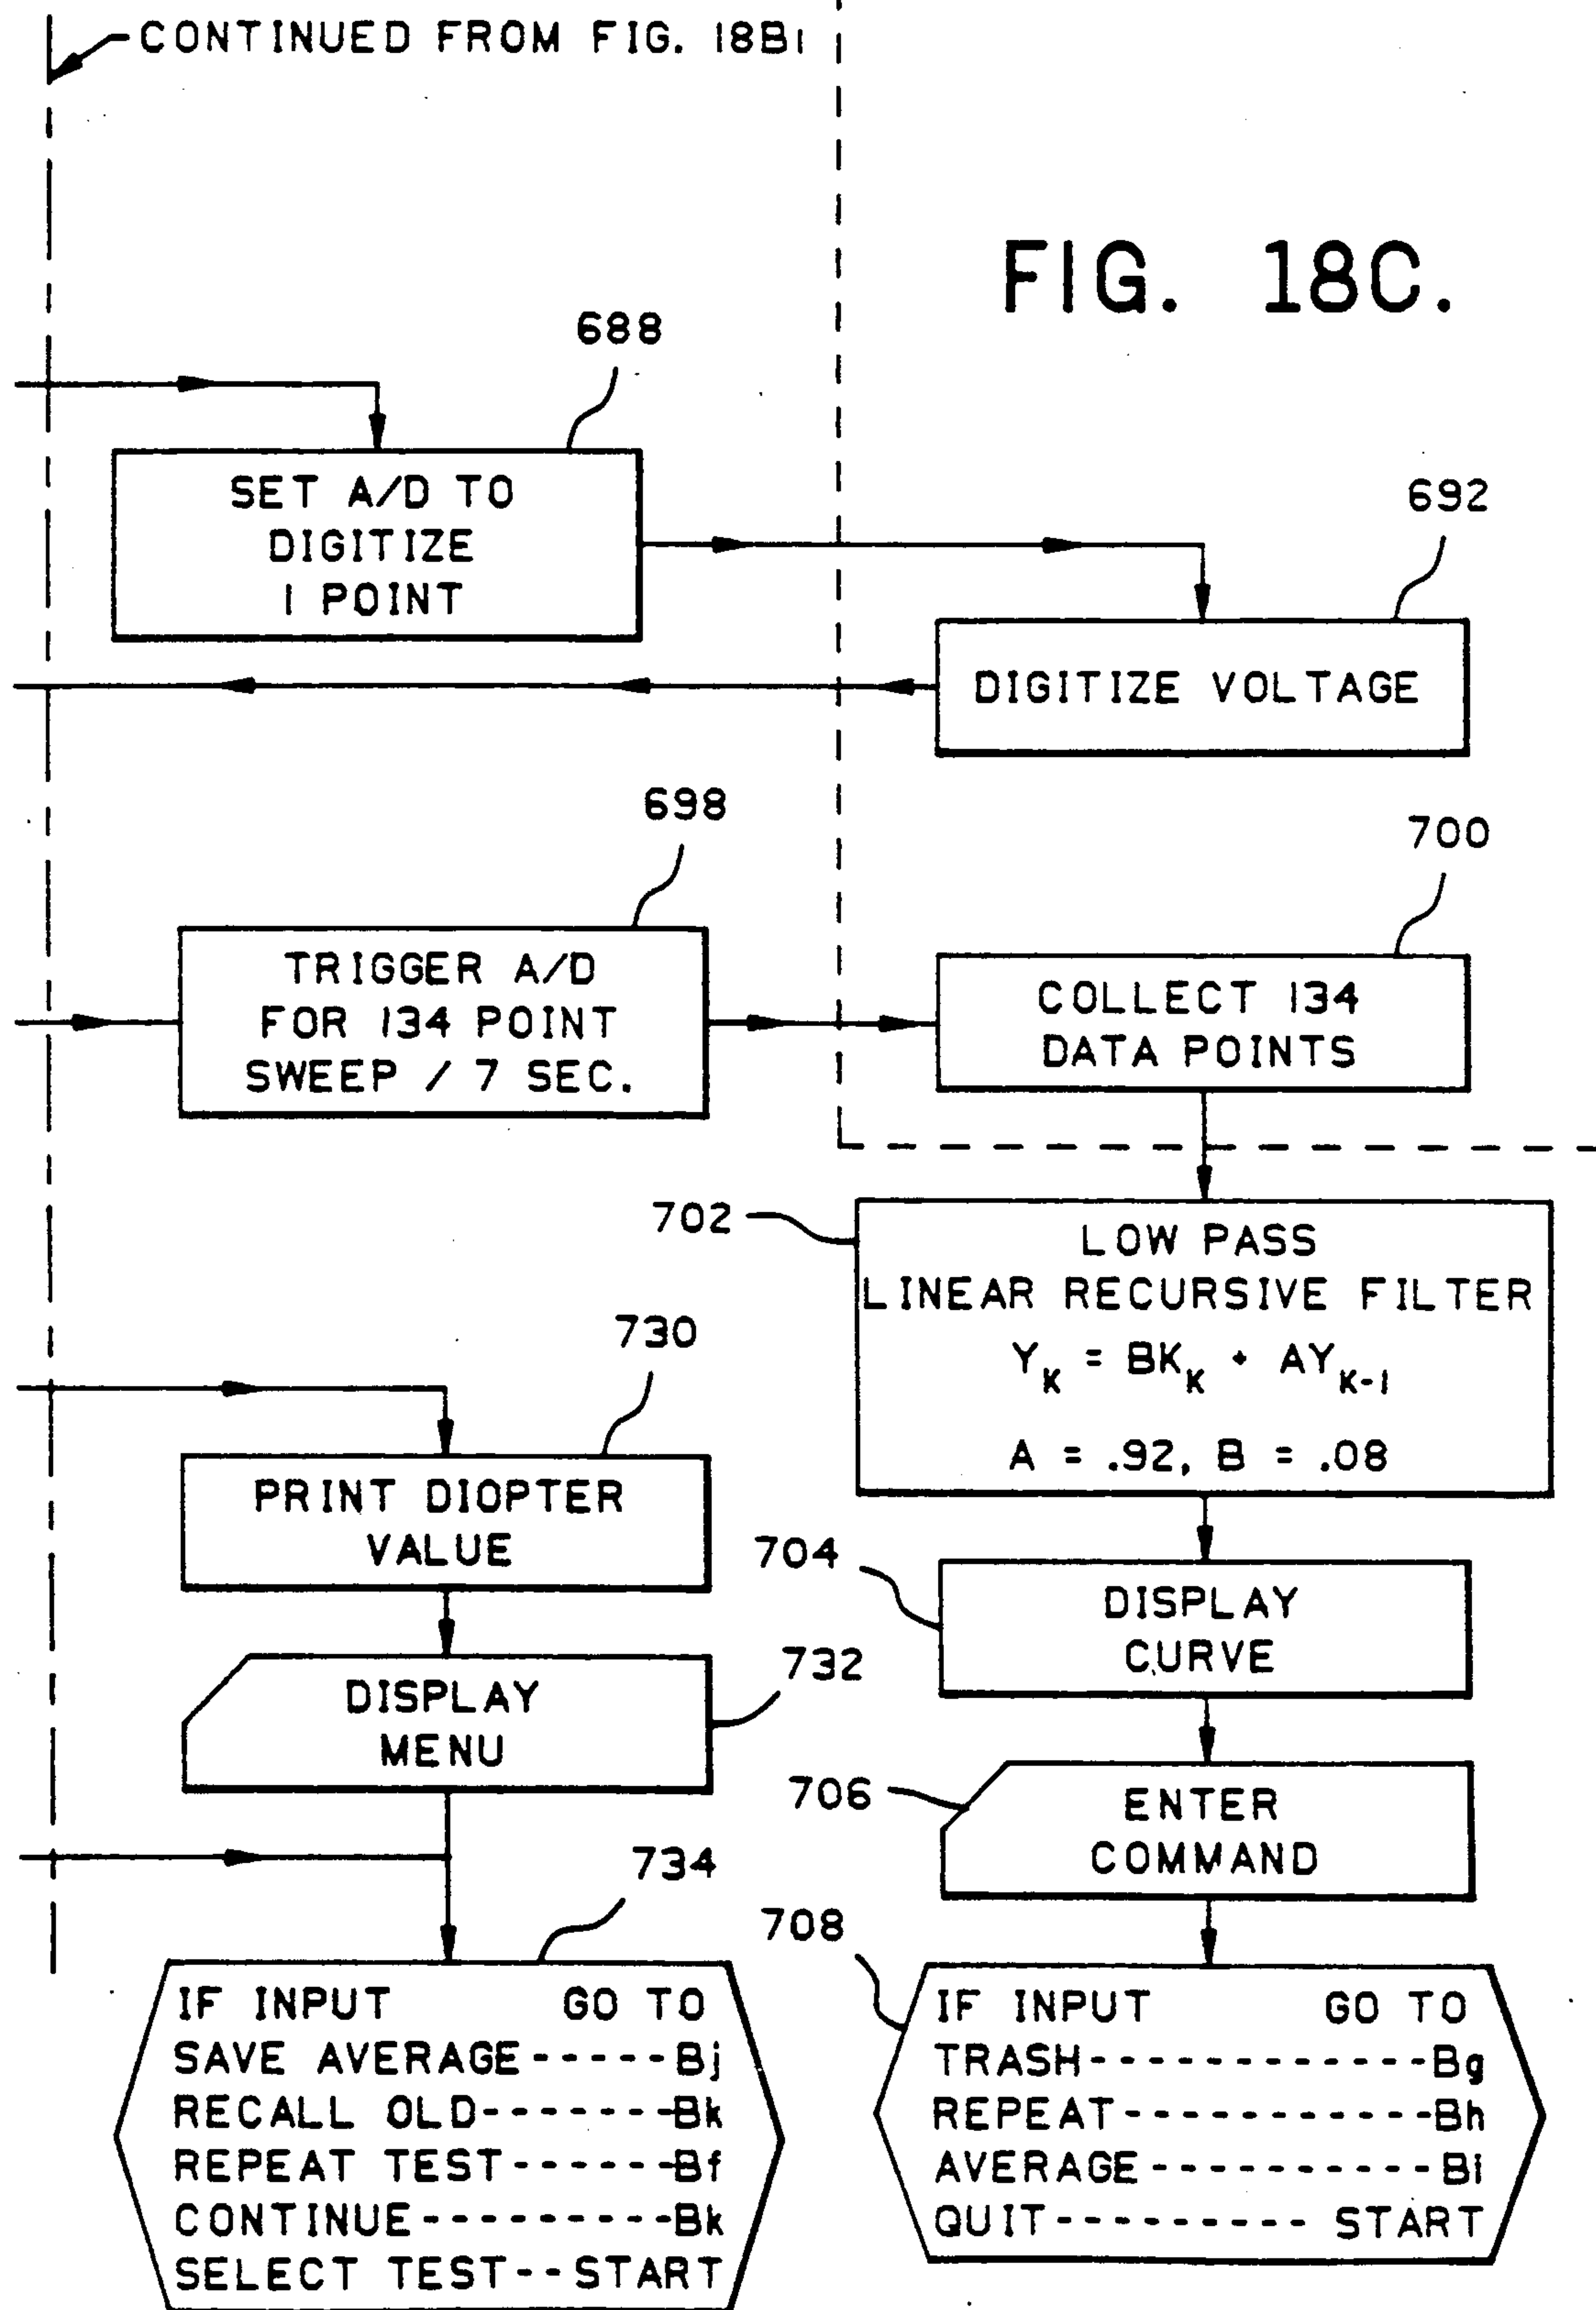 CONTINUED FROM FIG. 18B1
FIG. 18C.
688
SET A/D TO
DIGITIZE
1 POINT
692
DIGITIZE VOLTAGE
698
TRIGGER A/D
FOR 134 POINT
SWEEP / 7 SEC.
700
COLLECT 134
DATA POINTS
702
LOW PASS
LINEAR RECURSIVE FILTER
Y_K = BK_K + AY_{K-1}
A = .92, B = .08
730
PRINT DIOPTER
VALUE
704
DISPLAY
CURVE
732
DISPLAY
MENU
706
ENTER
COMMAND
734
IF INPUT GO TO
SAVE AVERAGE-----Bj
RECALL OLD-------Bk
REPEAT TEST------Bf
CONTINUE---------Bk
SELECT TEST--START
708
IF INPUT GO TO
TRASH------------Bg
REPEAT-----------Bh
AVERAGE----------Bi
QUIT--------- START